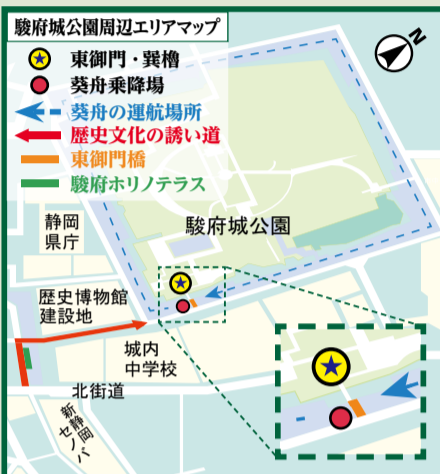 駿府城公園周辺エリアマップ
N
東御門・巽櫓
葵舟乗降場
葵舟の運航場所
歴史文化の誘い道
東御門橋
駿府ホリノテラス
静岡
県庁
駿府城公園
歴史博物館
建設地
城内
中学校
北街道
新静岡
セノバ